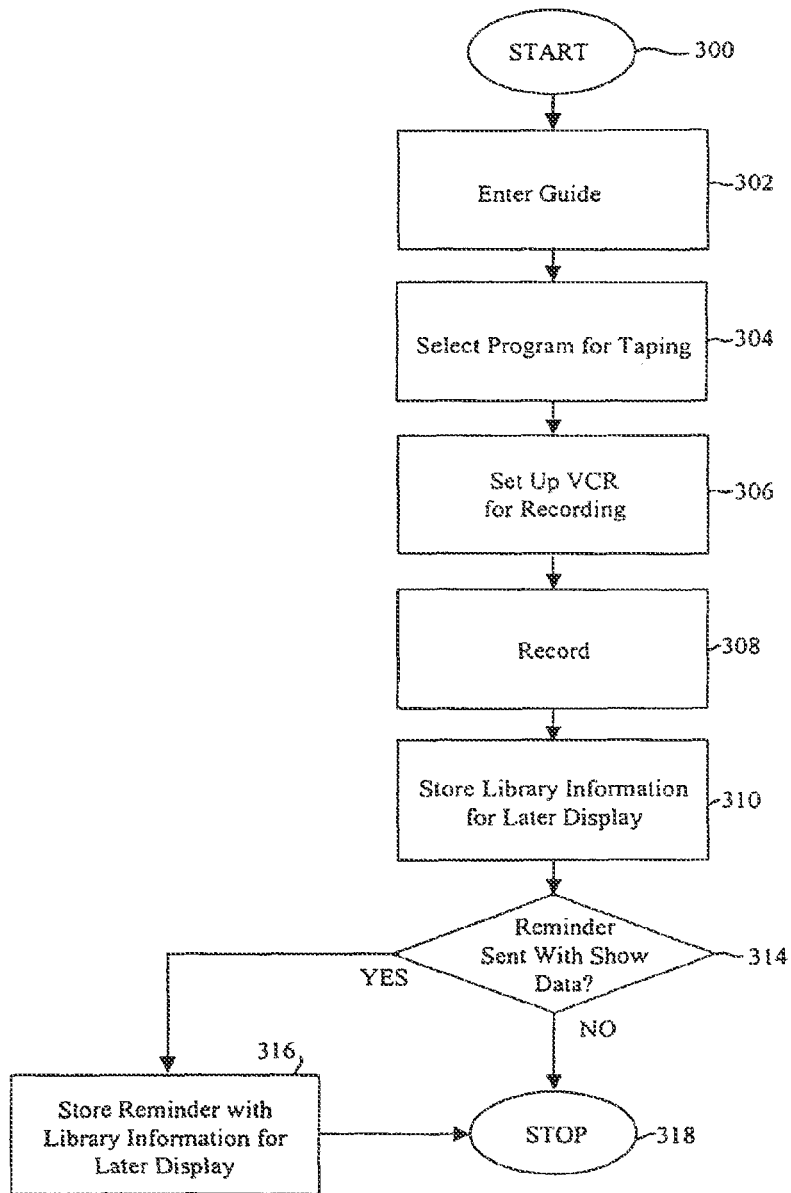 START
300
Enter Guide
302
Select Program for Taping
304
Set Up VCR
for Recording
306
Record
308
Store Library Information
for Later Display
310
Reminder
Sent With Show
Data?
314
YES
NO
316
Store Reminder with
Library Information for
Later Display
STOP
318